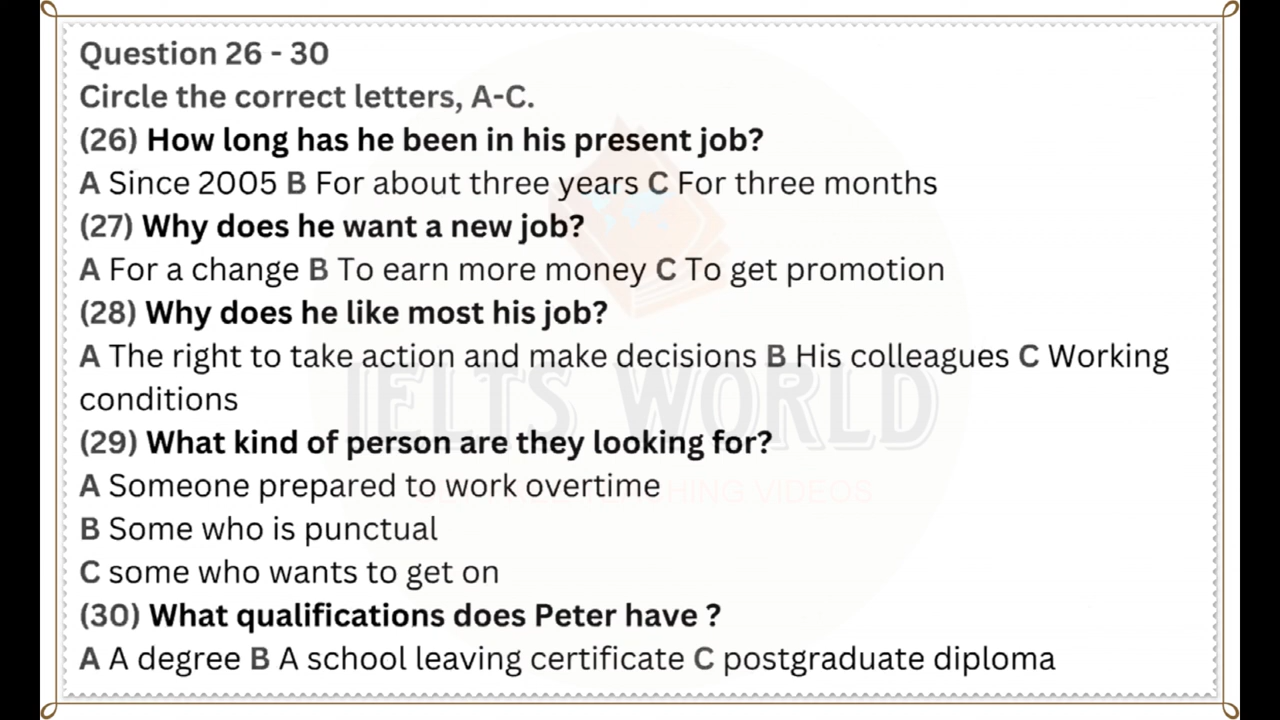 Question 26 - 30
Circle the correct letters, A-C.
(26) How long has he been in his present job?
A Since 2005 B For about three years C For three months
(27) Why does he want a new job?
A For a change B To earn more money C To get promotion
(28) Why does he like most his job?
A The right to take action and make decisions B His colleagues C Working
conditions
IELTS WORLD
(29) What kind of person are they looking for?
A Someone prepared to work overtime
B Some who is punctual
C some who wants to get on
(30) What qualifications does Peter have ?
A A degree B A school leaving certificate C postgraduate diploma